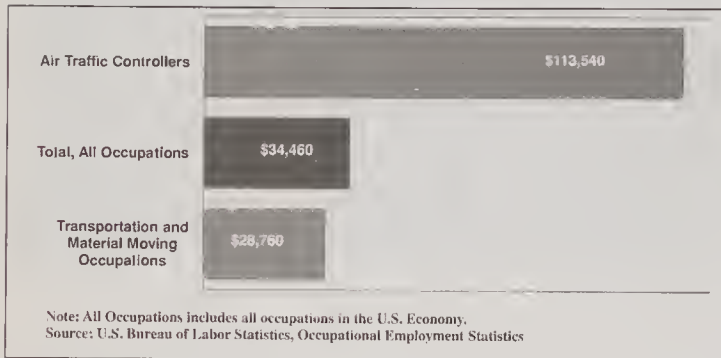 Air Traffic Controllers
$113,540
Total, All Occupations
$34,460
Transportation and
Material Moving
Occupations
$28,760
Note: All Occupations includes all occupations in the U.S. Economy.
Source: U.S. Bureau of Labor Statistics, Occupational Employment Statistics